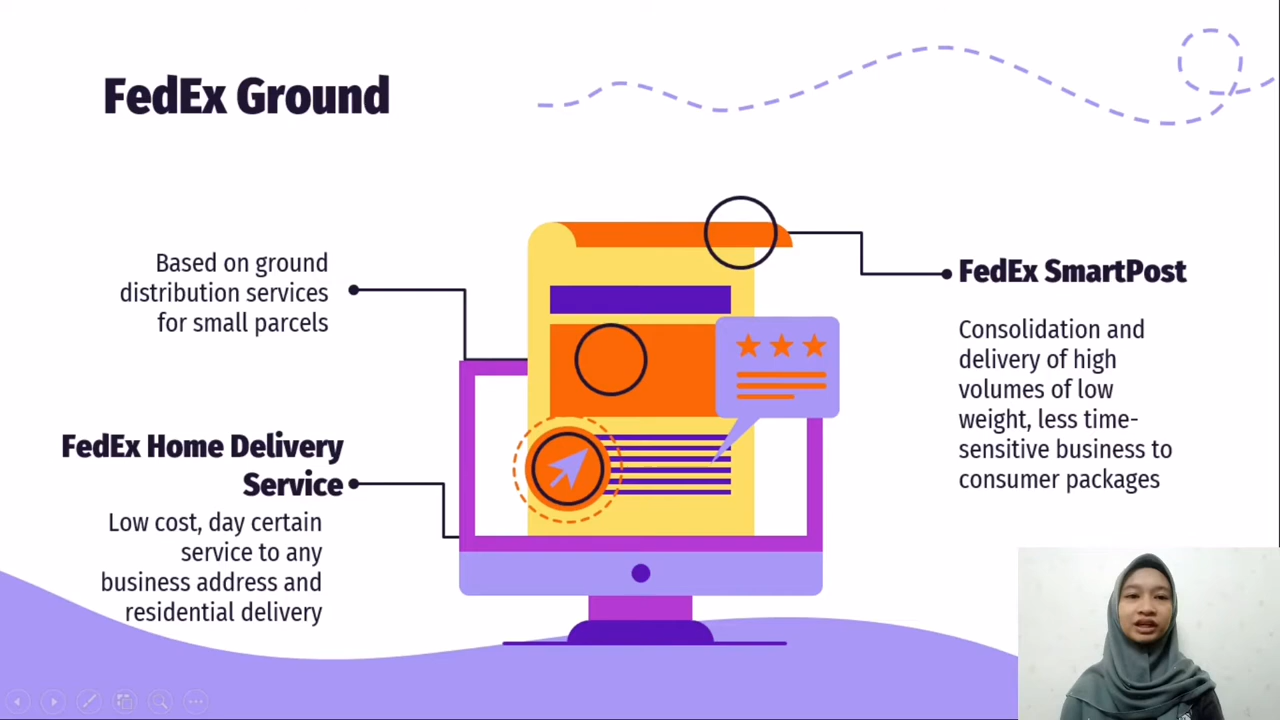 FedEx Ground
Based on ground
distribution services
for small parcels
FedEx Home Delivery
Service
Low cost, day certain
service to any
business address and
residential delivery
FedEx SmartPost
Consolidation and
delivery of high
volumes of low
weight, less time-
sensitive business to
consumer packages